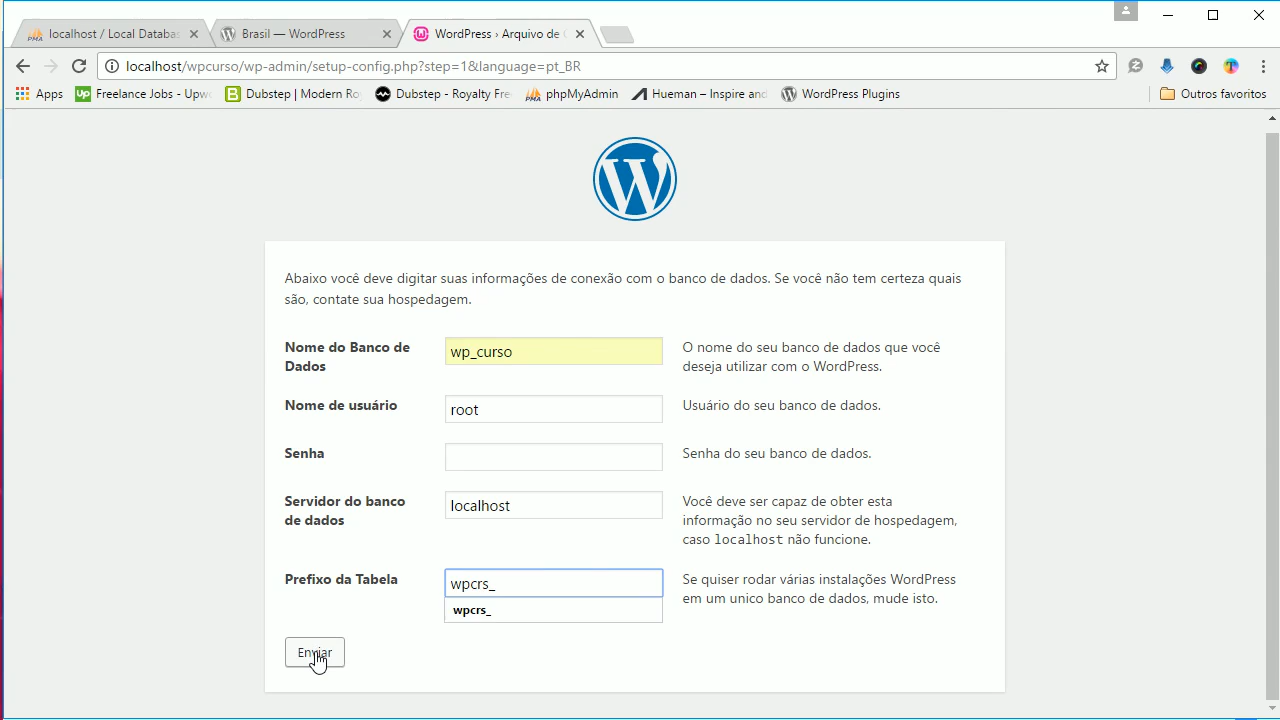 localhost / Local Databas
Brasil — WordPress
WordPress › Arquivo de C
localhost/wpcurso/wp-admin/setup-config.php?step=1&language=pt_BR
Apps
Freelance Jobs - Upw
Dubstep | Modern Ro
Dubstep - Royalty Fre
phpMyAdmin
Hueman – Inspire and
WordPress Plugins
Outros favoritos
Abaixo você deve digitar suas informações de conexão com o banco de dados. Se você não tem certeza quais
são, contate sua hospedagem.
Nome do Banco de
Dados
wp_curso
O nome do seu banco de dados que você
deseja utilizar com o WordPress.
Nome de usuário
root
Usuário do seu banco de dados.
Senha
Senha do seu banco de dados.
Servidor do banco
de dados
localhost
Você deve ser capaz de obter esta
informação no seu servidor de hospedagem,
caso localhost não funcione.
Prefixo da Tabela
wpcrs_
wpcrs_
Se quiser rodar várias instalações WordPress
em um unico banco de dados, mude isto.
Enviar